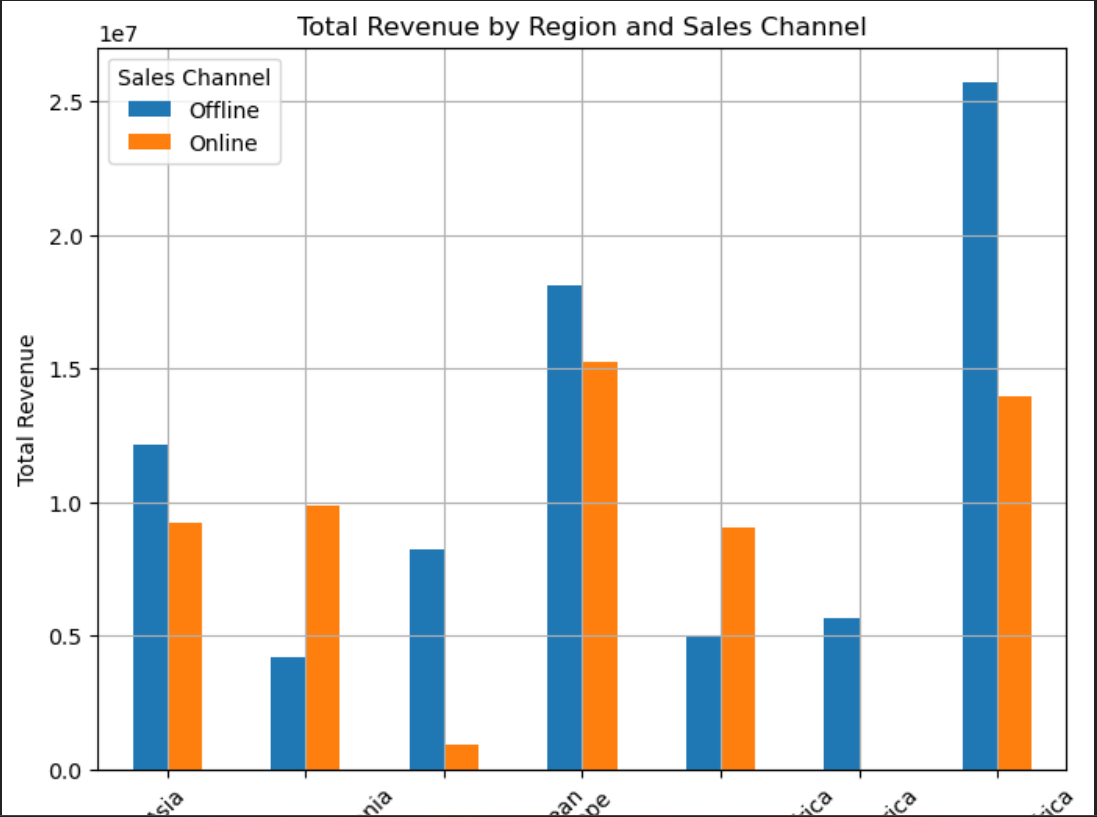 Total Revenue by Region and Sales Channel
1e7
Sales Channel
Offline
Online
2.5
2.0
1.5
1.0
0.5
0.0
Total Revenue
Asia